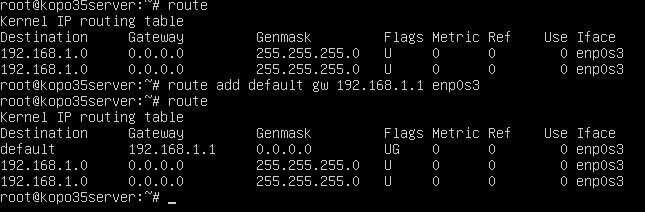 root@kopo35server:~# route
Kernel IP routing table
Destination     Gateway         Genmask         Flags Metric Ref    Use Iface
192.168.1.0     0.0.0.0         255.255.255.0   U     0      0        0 enp0s3
192.168.1.0     0.0.0.0         255.255.255.0   U     0      0        0 enp0s3
root@kopo35server:~# route add default gw 192.168.1.1 enp0s3
root@kopo35server:~# route
Kernel IP routing table
Destination     Gateway         Genmask         Flags Metric Ref    Use Iface
default         192.168.1.1     0.0.0.0         UG    0      0        0 enp0s3
192.168.1.0     0.0.0.0         255.255.255.0   U     0      0        0 enp0s3
192.168.1.0     0.0.0.0         255.255.255.0   U     0      0        0 enp0s3
root@kopo35server:~# _